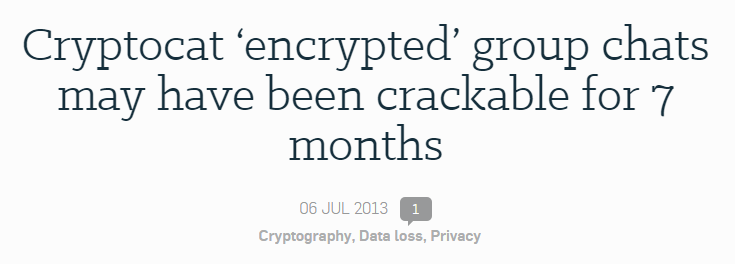 Cryptocat ‘encrypted’ group chats
may have been crackable for 7
months
06 JUL 2013 1
Cryptography, Data loss, Privacy